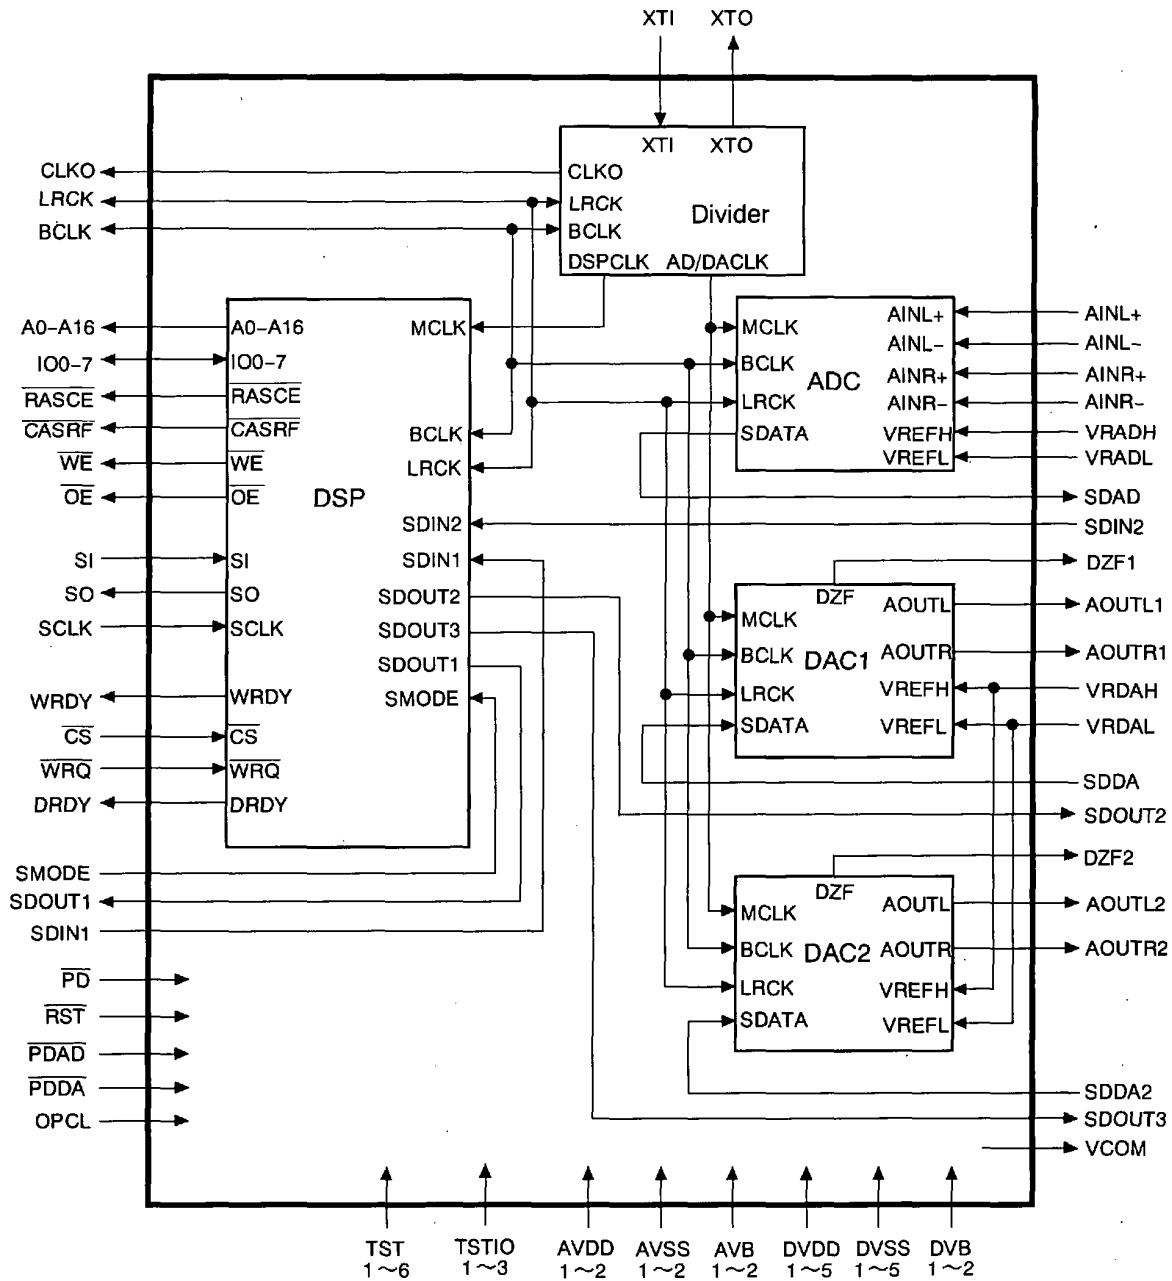 XTI XTO
XTI XTO
CLKO CLKO
LRCK LRCK
Divider
BCLK BCLK
DSPCLK AD/DACLK
A0-A16 A0-A16 MCLK MCLK AINL+ AINL+
IO0-7 IO0-7 BCLK AINL- AINL-
ADC
RASCE RASCE LRCK AINR+ AINR+
AINR- AINR-
CASRF CASRF BCLK SDATA VREFH VRADH
WE WE LRCK VREFL VRADL
OE OE DSP SDAD
SDIN2 SDIN2
SI SI SDIN1 DZF1
SO SO SDOUT2 DZF AOUTL AOUTL1
SCLK SCLK SDOUT3 MCLK
SDOUT1 BCLK DAC1 AOUTR AOUTR1
WRDY WRDY SMODE LRCK VREFH VRDAH
CS CS SDATA VREFL VRDAL
WRQ WRQ SDDA
DRDY DRDY SDOUT2
SMODE DZF2
SDOUT1 DZF AOUTL AOUTL2
MCLK
SDIN1 BCLK DAC2 AOUTR AOUTR2
PD LRCK VREFH
RST SDATA VREFL
PDAD
PDDA SDDA2
OPCL SDOUT3
VCOM
TST TSTIO AVDD AVSS AVB DVDD DVSS DVB
1~6 1~3 1~2 1~2 1~2 1~5 1~5 1~2